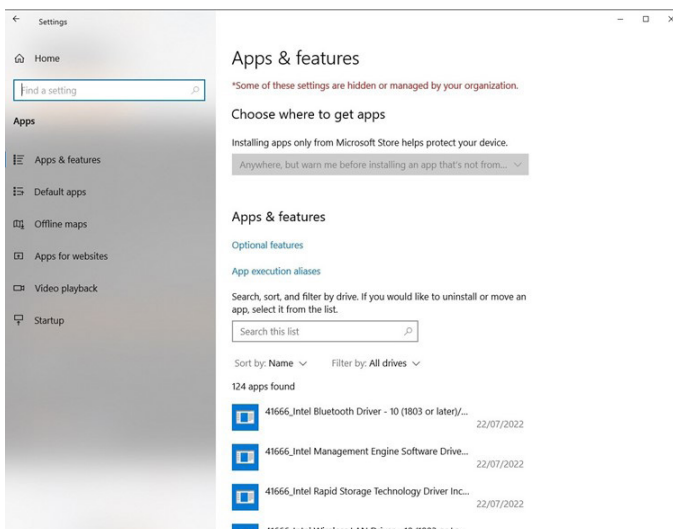 Settings
Home
Find a setting
Apps
Apps & features
Default apps
Offline maps
Apps for websites
Video playback
Startup
Apps & features
*Some of these settings are hidden or managed by your organization.
Choose where to get apps
Installing apps only from Microsoft Store helps protect your device.
Anywhere, but warn me before installing an app that's not from...
Apps & features
Optional features
App execution aliases
Search, sort, and filter by drive. If you would like to uninstall or move an
app, select it from the list.
Search this list
Sort by: Name Filter by: All drives
124 apps found
41666_Intel Bluetooth Driver - 10 (1803 or later)/...
22/07/2022
41666_Intel Management Engine Software Drive...
22/07/2022
41666_Intel Rapid Storage Technology Driver Inc...
22/07/2022